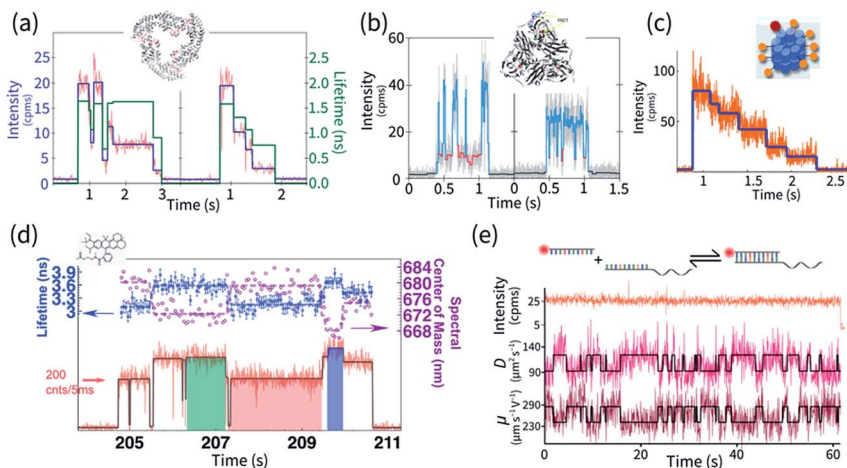 (a)
25
20
15
10
5
0
Intensity
(cpms)
2.5
2.0
1.5
1.0
0.5
0.0
Lifetime (ns)
1 2 3 1 2
Time (s)
(b)
FRET
60
40
20
0
Intensity
(cpms)
0 0.5 1 0 0.5 1 1.5
Time (s)
(c)
100
50
Intensity
(cpms)
1 1.5 2 2.5
Time (s)
(d)
3.9
3.6
3.3
3
Lifetime (ns)
684
680
676
672
668
Spectral
Center of
Mass (nm)
200
cnts/5ms
205 207 209 211
Time (s)
(e)
+
25
5
Intensity
(cpms)
140
90
D
(µm² s⁻¹)
290
230
µ
(µm s⁻¹V⁻¹)
0 20 40 60
Time (s)